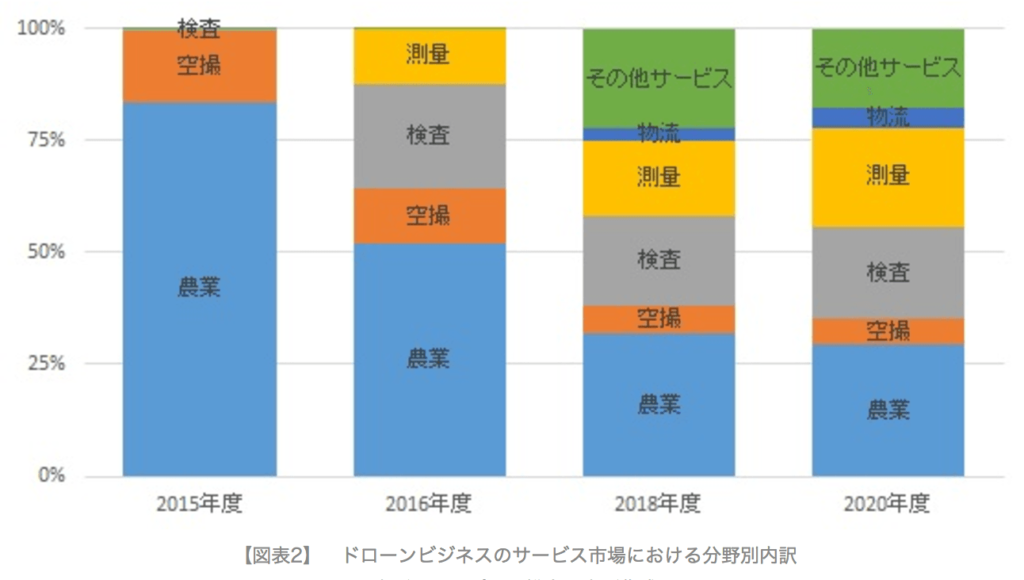 100%
75%
50%
25%
0%
検査
空撮
農業
測量
検査
空撮
農業
その他サービス
物流
測量
検査
空撮
農業
その他サービス
物流
測量
検査
空撮
農業
2015年度
2016年度
2018年度
2020年度
【図表2】 ドローンビジネスのサービス市場における分野別内訳